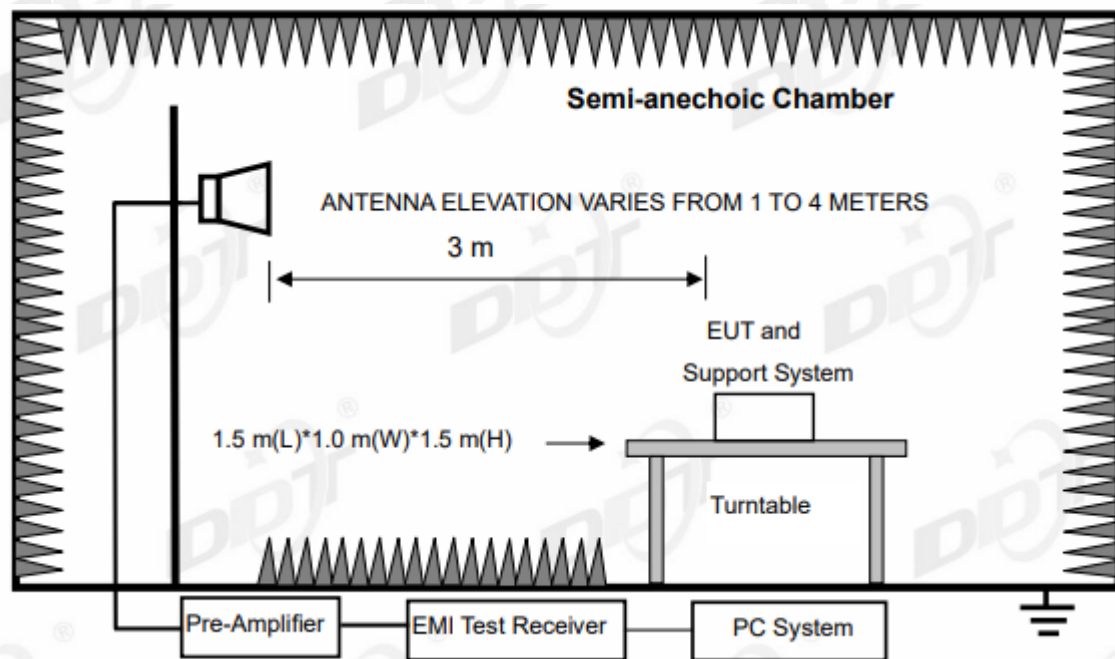 Semi-anechoic Chamber
ANTENNA ELEVATION VARIES FROM 1 TO 4 METERS
3 m
EUT and
Support System
1.5 m(L)*1.0 m(W)*1.5 m(H)
Turntable
Pre-Amplifier
EMI Test Receiver
PC System
DDT
®